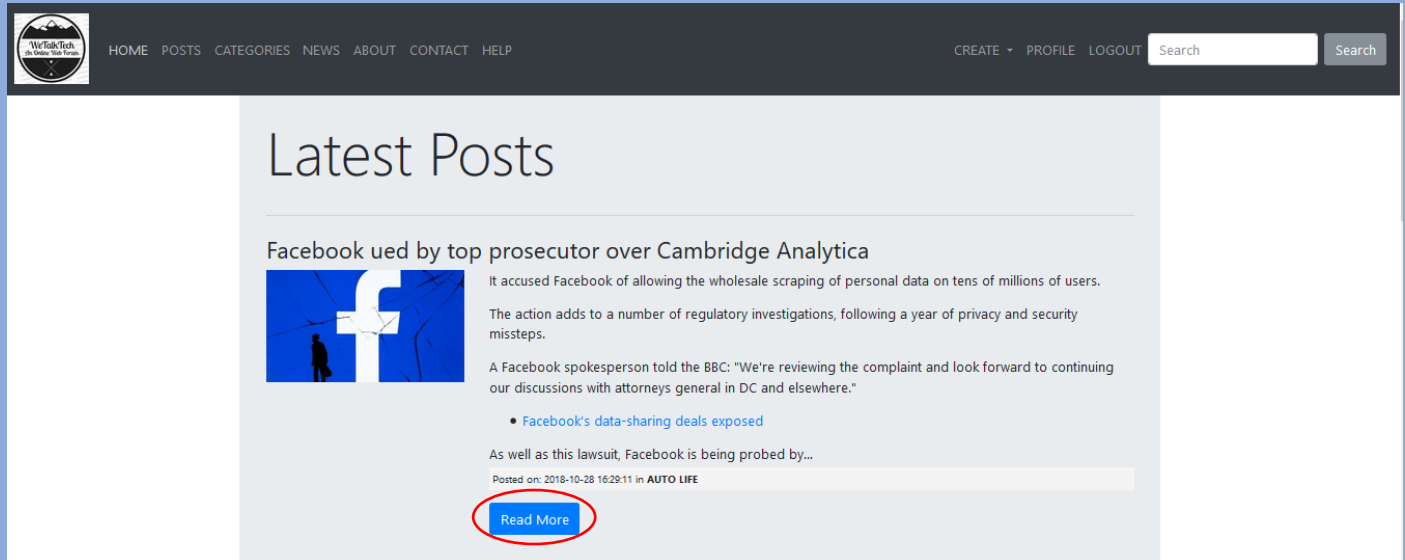 WeTalkTech
An Online Web Forum
HOME POSTS CATEGORIES NEWS ABOUT CONTACT HELP CREATE PROFILE LOGOUT Search Search
Latest Posts
Facebook ued by top prosecutor over Cambridge Analytica
It accused Facebook of allowing the wholesale scraping of personal data on tens of millions of users.
The action adds to a number of regulatory investigations, following a year of privacy and security
missteps.
A Facebook spokesperson told the BBC: "We're reviewing the complaint and look forward to continuing
our discussions with attorneys general in DC and elsewhere."
• Facebook's data-sharing deals exposed
As well as this lawsuit, Facebook is being probed by...
Posted on: 2018-10-28 16:29:11 in AUTO LIFE
Read More